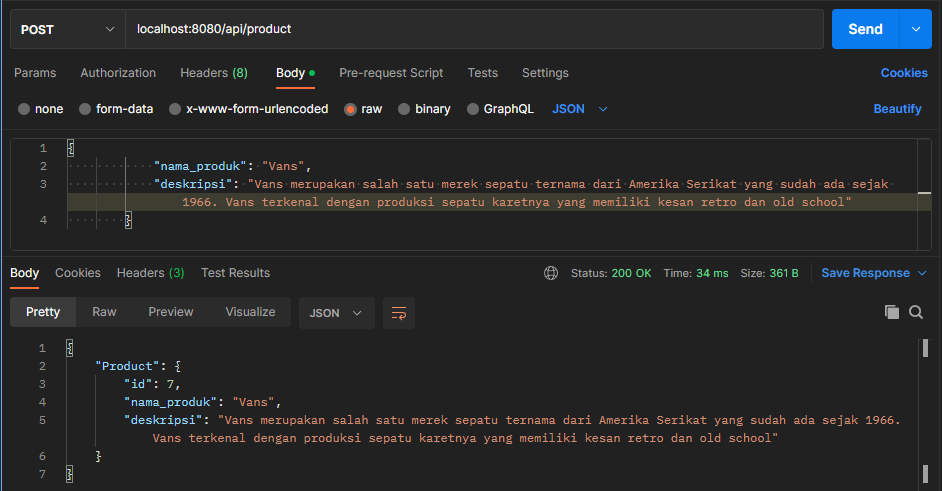 POST localhost:8080/api/product Send
Params Authorization Headers (8) Body Pre-request Script Tests Settings Cookies
none form-data x-www-form-urlencoded raw binary GraphQL JSON Beautify
1 {
2 "nama_produk": "Vans",
3 "deskripsi": "Vans merupakan salah satu merek sepatu ternama dari Amerika Serikat yang sudah ada sejak
1966. Vans terkenal dengan produksi sepatu karetnya yang memiliki kesan retro dan old school"
4 }
Body Cookies Headers (3) Test Results Status: 200 OK Time: 34 ms Size: 361 B Save Response
Pretty Raw Preview Visualize JSON
1 {
2 "Product": {
3 "id": 7,
4 "nama_produk": "Vans",
5 "deskripsi": "Vans merupakan salah satu merek sepatu ternama dari Amerika Serikat yang sudah ada sejak 1966.
Vans terkenal dengan produksi sepatu karetnya yang memiliki kesan retro dan old school"
6 }
7 }